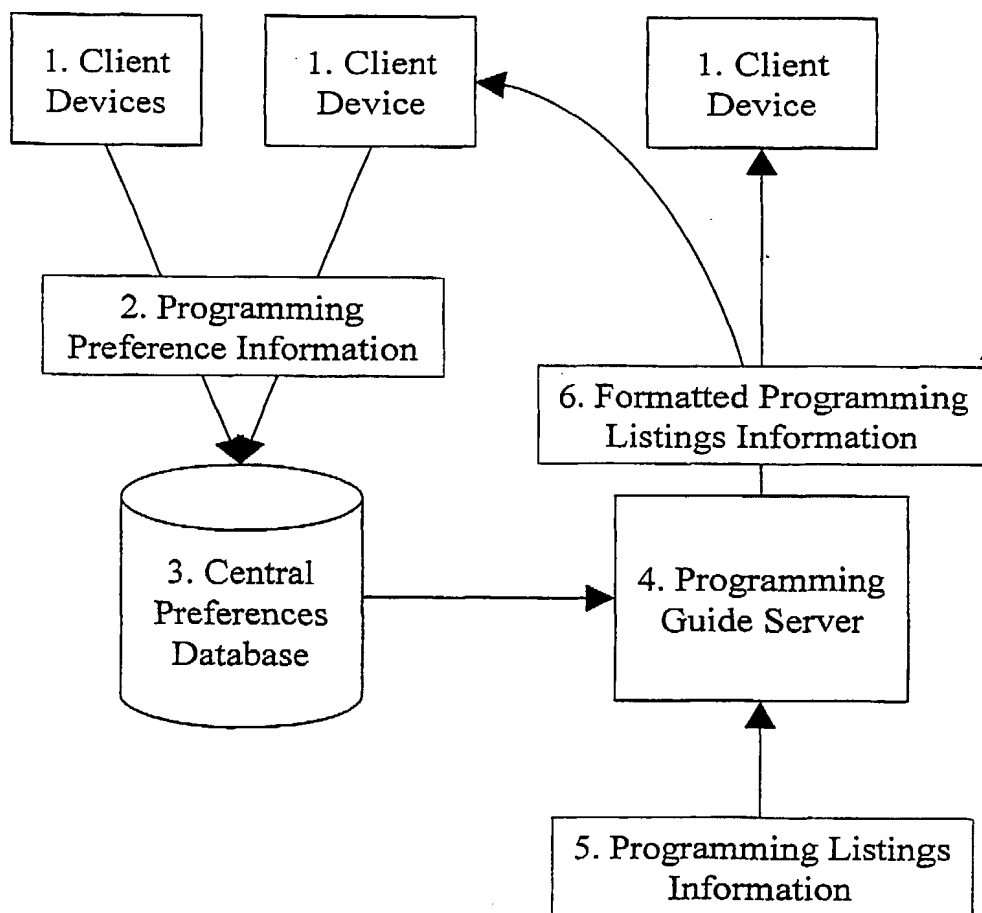 1. Client
Devices
1. Client
Device
1. Client
Device
2. Programming
Preference Information
6. Formatted Programming
Listings Information
3. Central
Preferences
Database
4. Programming
Guide Server
5. Programming Listings
Information